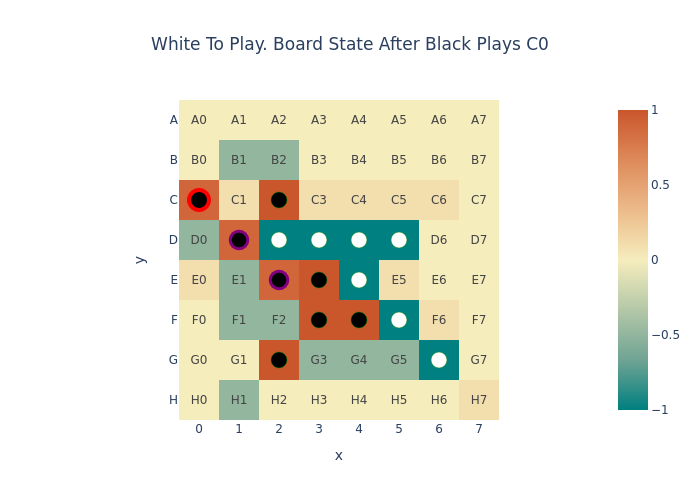 White To Play. Board State After Black Plays C0
A A0 A1 A2 A3 A4 A5 A6 A7
B B0 B1 B2 B3 B4 B5 B6 B7
C C1 C3 C4 C5 C6 C7
D D0 D6 D7
E E0 E1 E5 E6 E7
F F0 F1 F2 F6 F7
G G0 G1 G3 G4 G5 G7
H H0 H1 H2 H3 H4 H5 H6 H7
0 1 2 3 4 5 6 7
x
y
1
0.5
0
−0.5
−1